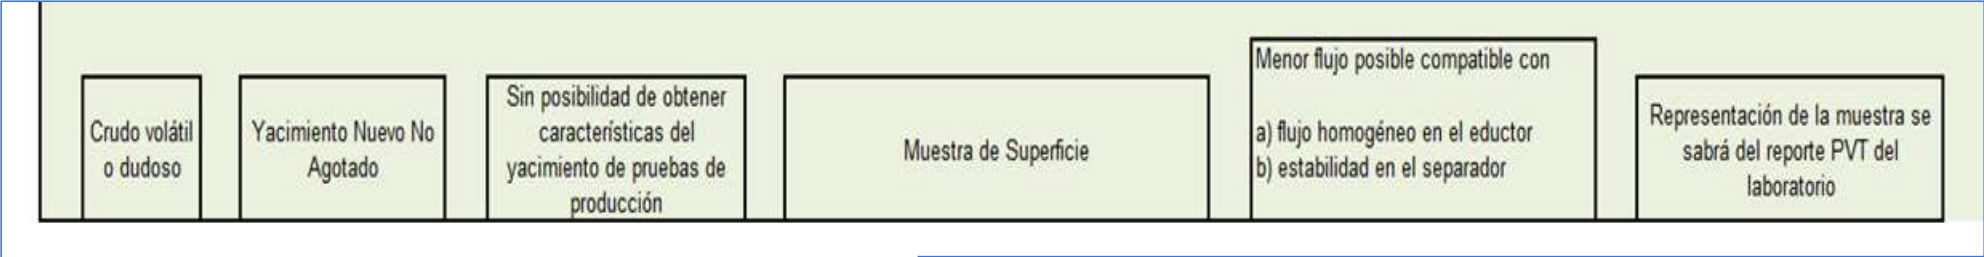 Crudo volátil
o dudoso
Yacimiento Nuevo No
Agotado
Sin posibilidad de obtener
características del
yacimiento de pruebas de
producción
Muestra de Superficie
Menor flujo posible compatible con
a) flujo homogéneo en el eductor
b) estabilidad en el separador
Representación de la muestra se
sabrá del reporte PVT del
laboratorio